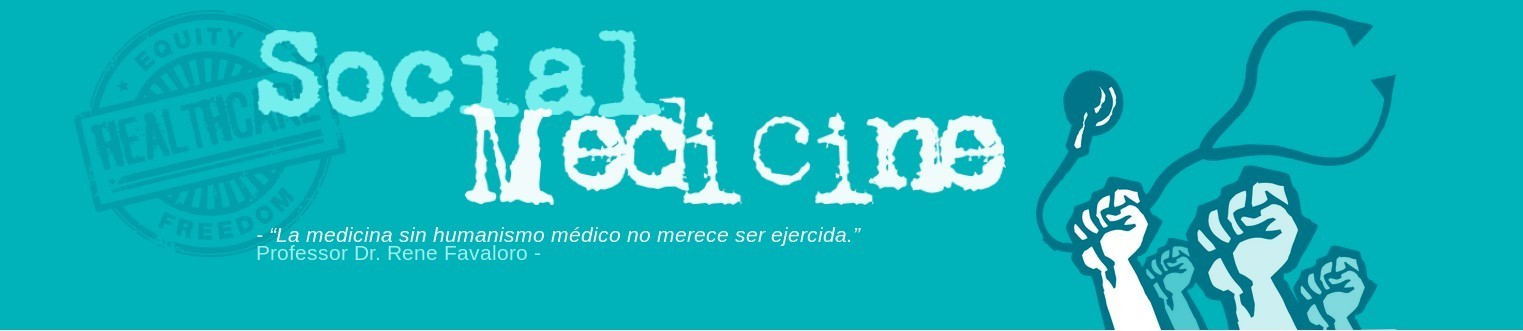 EQUITY
HEALTHCARE
FREEDOM
Social
Medicine
- “La medicina sin humanismo médico no merece ser ejercida.”
Professor Dr. Rene Favaloro -